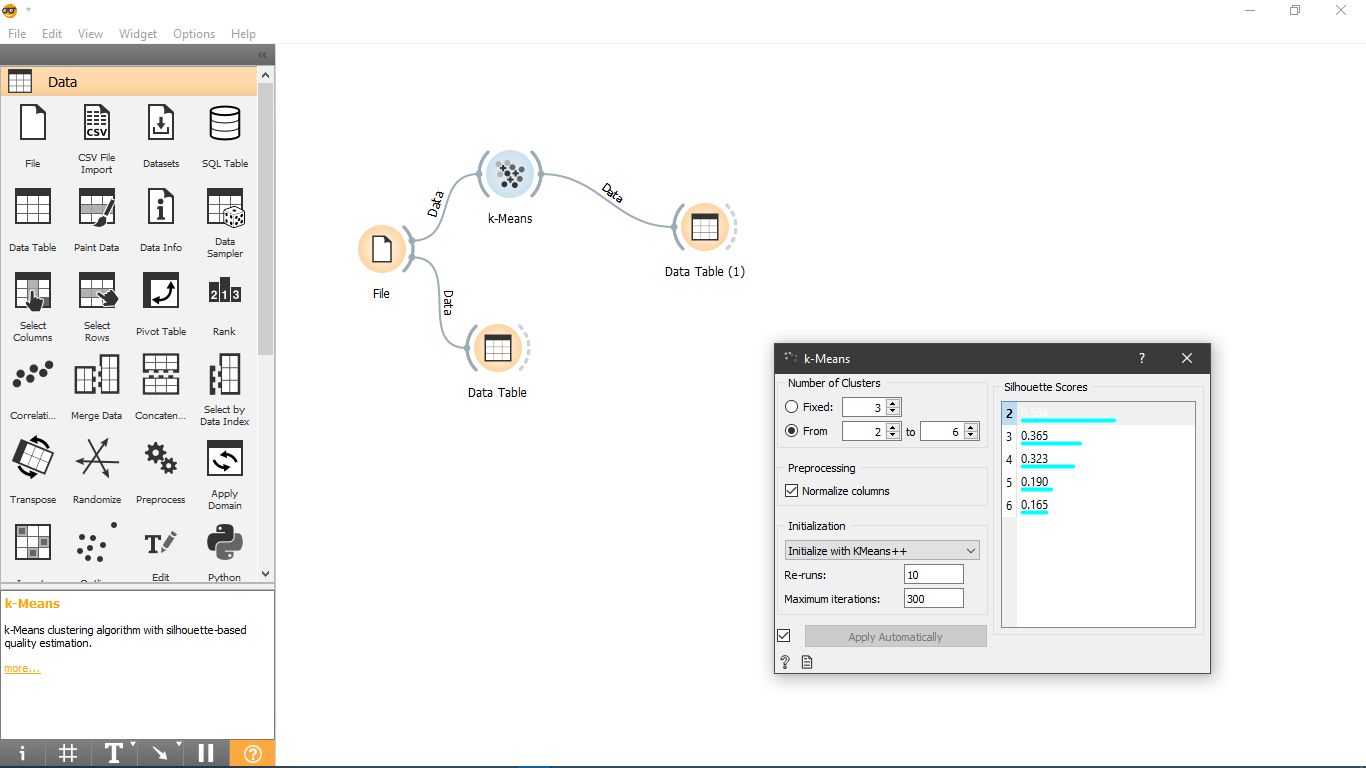 *
File Edit View Widget Options Help
Data
File
CSV File Import
Datasets
SQL Table
Data Table
Paint Data
Data Info
Data Sampler
Select Columns
Select Rows
Pivot Table
Rank
Correlati...
Merge Data
Concaten...
Select by Data Index
Transpose
Randomize
Preprocess
Apply Domain
Edit
Python
k-Means
k-Means clustering algorithm with silhouette-based
quality estimation.
more...
Data
k-Means
Data
Data Table (1)
File
Data
Data Table
k-Means
Number of Clusters
Fixed: 3
From 2 to 6
Preprocessing
Normalize columns
Initialization
Initialize with KMeans++
Re-runs: 10
Maximum iterations: 300
Apply Automatically
Silhouette Scores
2 0.564
3 0.365
4 0.323
5 0.190
6 0.165